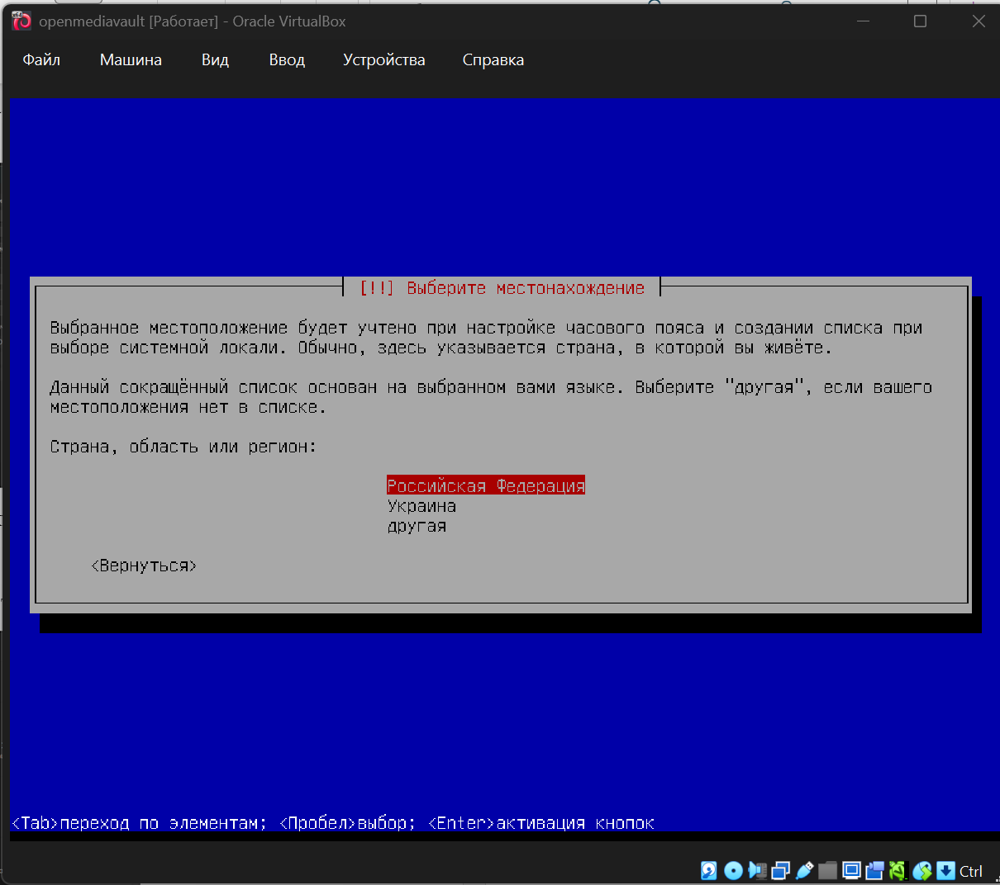 openmediavault [Работает] - Oracle VirtualBox
Файл Машина Вид Ввод Устройства Справка
[!!] Выберите местонахождение
Выбранное местоположение будет учтено при настройке часового пояса и создании списка при
выборе системной локали. Обычно, здесь указывается страна, в которой вы живёте.
Данный сокращённый список основан на выбранном вами языке. Выберите "другая", если вашего
местоположения нет в списке.
Страна, область или регион:
Российская Федерация
Украина
другая
<Вернуться>
<Tab>переход по элементам; <Пробел>выбор; <Enter>активация кнопок
Ctrl